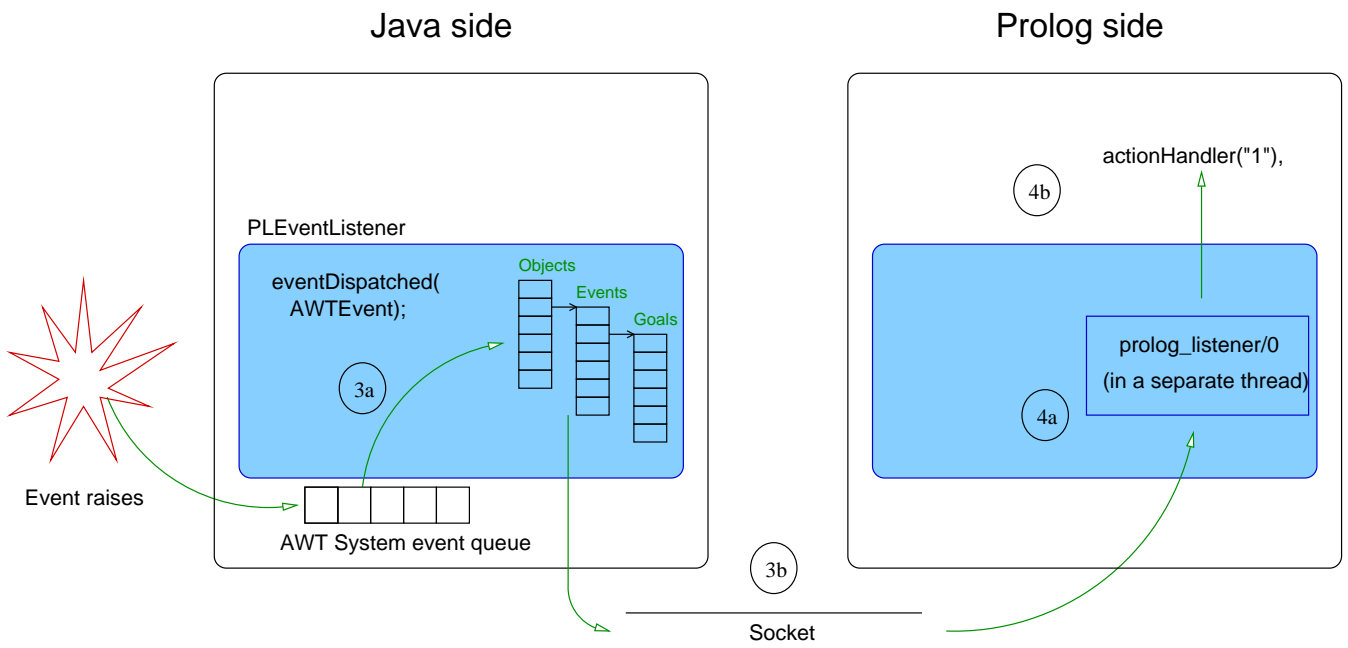 Java side
Prolog side
actionHandler("1"),
4b
PLEventListener
eventDispatched(
AWTEvent);
Objects
Events
Goals
prolog_listener/0
(in a separate thread)
3a
4a
Event raises
AWT System event queue
3b
Socket